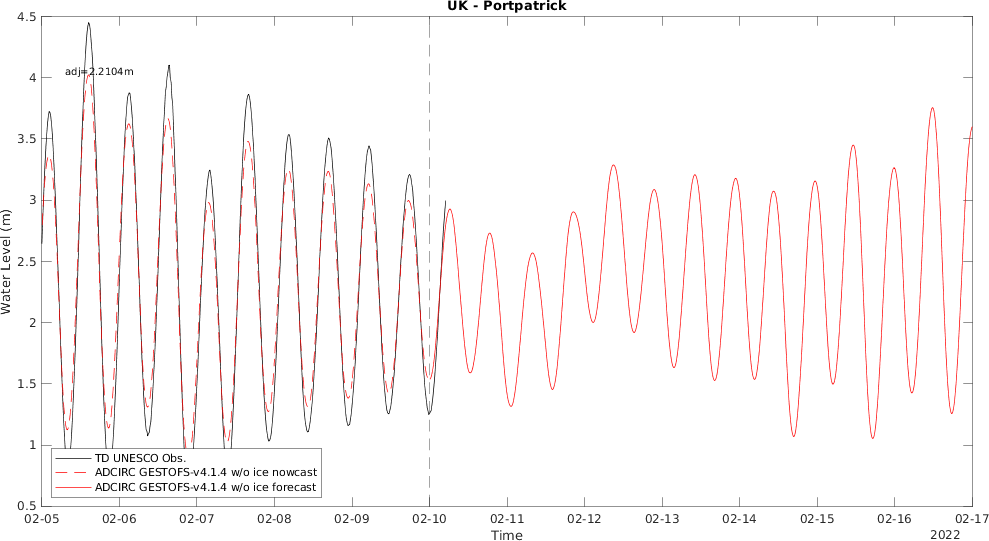 UK - Portpatrick
4.5
adj=2.2104m
4
3.5
3
2.5
2
1.5
1
0.5
Water Level (m)
TD UNESCO Obs.
ADCIRC GESTOFS-v4.1.4 w/o ice nowcast
ADCIRC GESTOFS-v4.1.4 w/o ice forecast
02-05 02-06 02-07 02-08 02-09 02-10 02-11 02-12 02-13 02-14 02-15 02-16 02-17
Time
2022